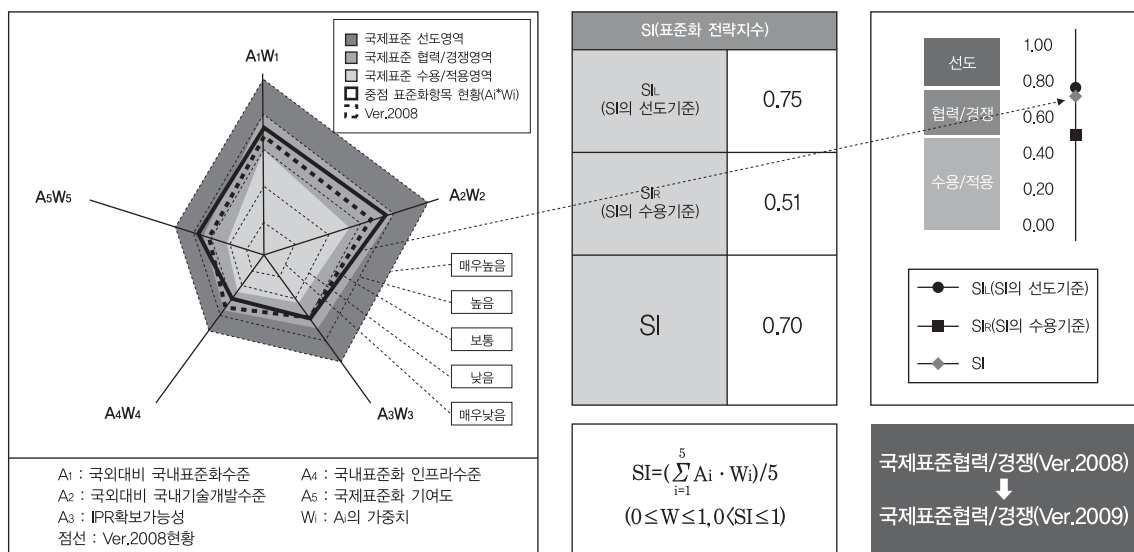 국제표준 선도영역
국제표준 협력/경쟁영역
국제표준 수용/적용영역
중점 표준화항목 현황(Ai*Wi)
Ver.2008
A1W1
A2W2
A5W5
A4W4
A3W3
매우높음
높음
보통
낮음
매우낮음
A1 : 국외대비 국내표준화수준
A2 : 국외대비 국내기술개발수준
A3 : IPR확보가능성
점선 : Ver.2008현황
A4 : 국내표준화 인프라수준
A5 : 국제표준화 기여도
Wi : Ai의 가중치
SI(표준화 전략지수)
SIL
(SI의 선도기준)
0.75
SIR
(SI의 수용기준)
0.51
SI
0.70
SI=(∑Ai · Wi)/5
5
i=1
(0≤W≤1, 0〈SI≤1)
선도
협력/경쟁
수용/적용
1.00
0.80
0.60
0.40
0.20
0.00
SIL(SI의 선도기준)
SIR(SI의 수용기준)
SI
국제표준협력/경쟁(Ver.2008)
국제표준협력/경쟁(Ver.2009)